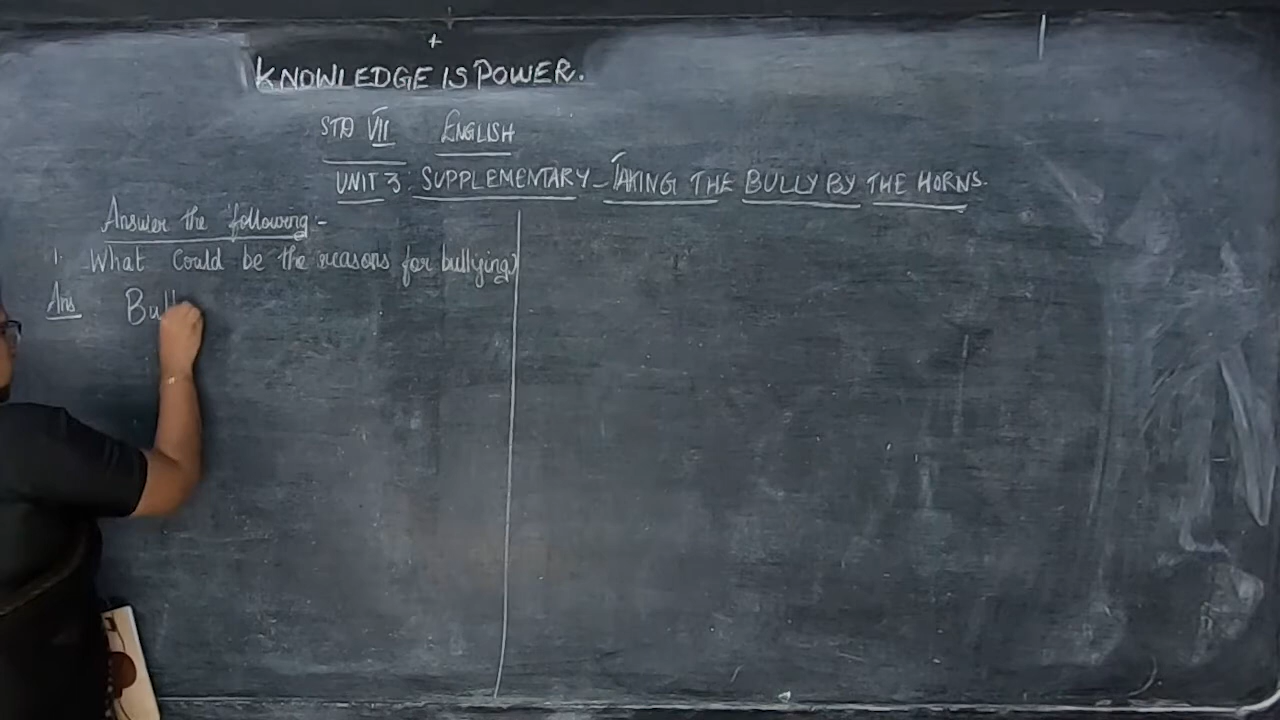 KNOWLEDGE IS POWER.
STD VII ENGLISH
UNIT 3: SUPPLEMENTARY - TAKING THE BULLY BY THE HORNS.
Answer the following :-
1. What could be the reasons for bullying?
Ans Bull